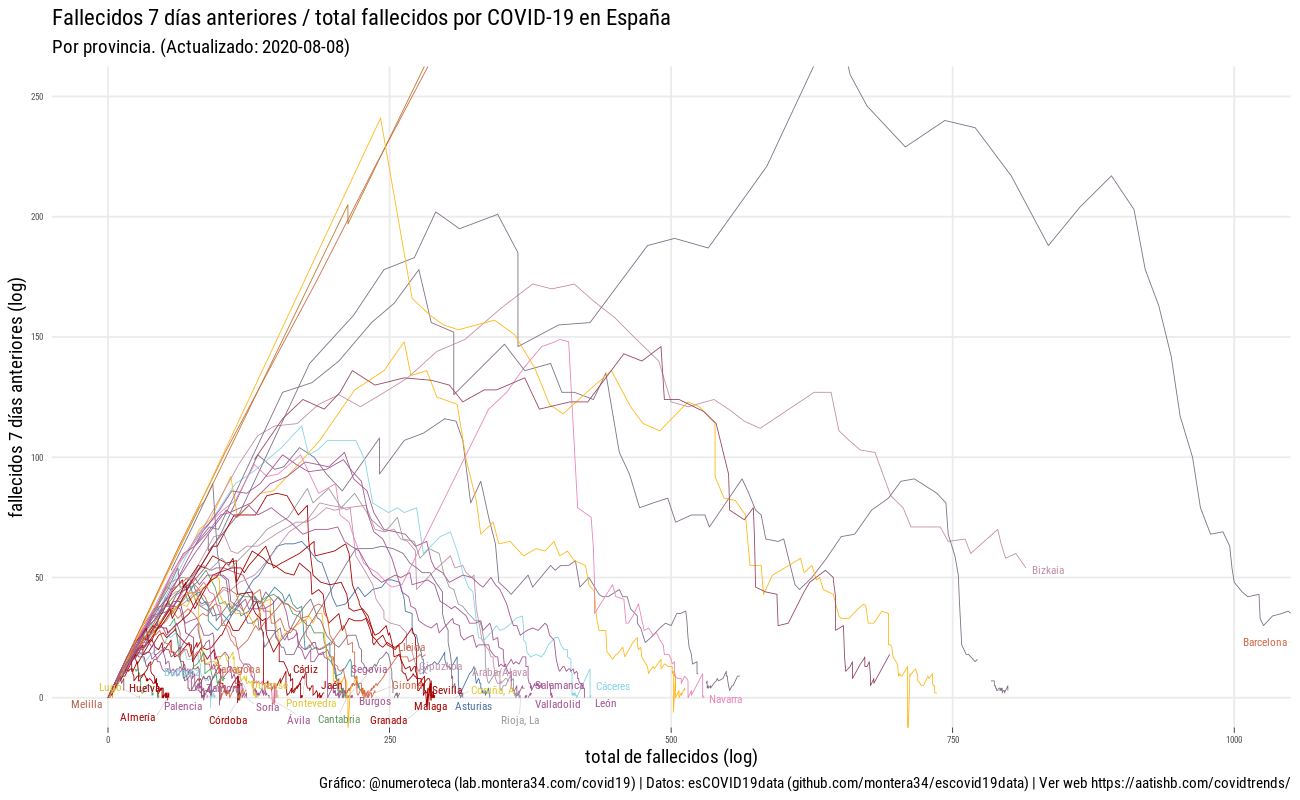 Fallecidos 7 días anteriores / total fallecidos por COVID-19 en España
Por provincia. (Actualizado: 2020-08-08)
fallecidos 7 días anteriores (log)
250
200
150
100
50
0
Bizkaia
Barcelona
Lleida
Gipuzkoa
Tarragona
Cádiz
Segovia
Araba/Álava
Lugo
Huelva
Jaén
Girona
Sevilla
Coruña, A
Salamanca
Cáceres
Melilla
Palencia
Soria
Pontevedra
Burgos
Málaga
Asturias
Valladolid
León
Navarra
Almería
Córdoba
Ávila
Cantabria
Granada
Rioja, La
0
250
500
750
1000
total de fallecidos (log)
Gráfico: @numeroteca (lab.montera34.com/covid19) | Datos: esCOVID19data (github.com/montera34/escovid19data) | Ver web https://aatishb.com/covidtrends/